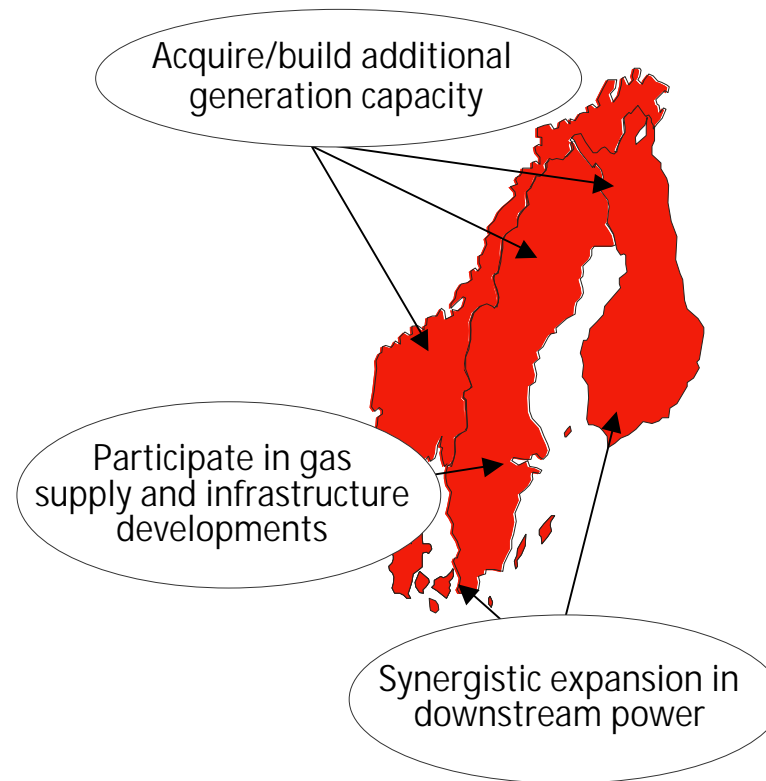 Acquire/build additional
generation capacity
Participate in gas
supply and infrastructure
developments
Synergistic expansion in
downstream power